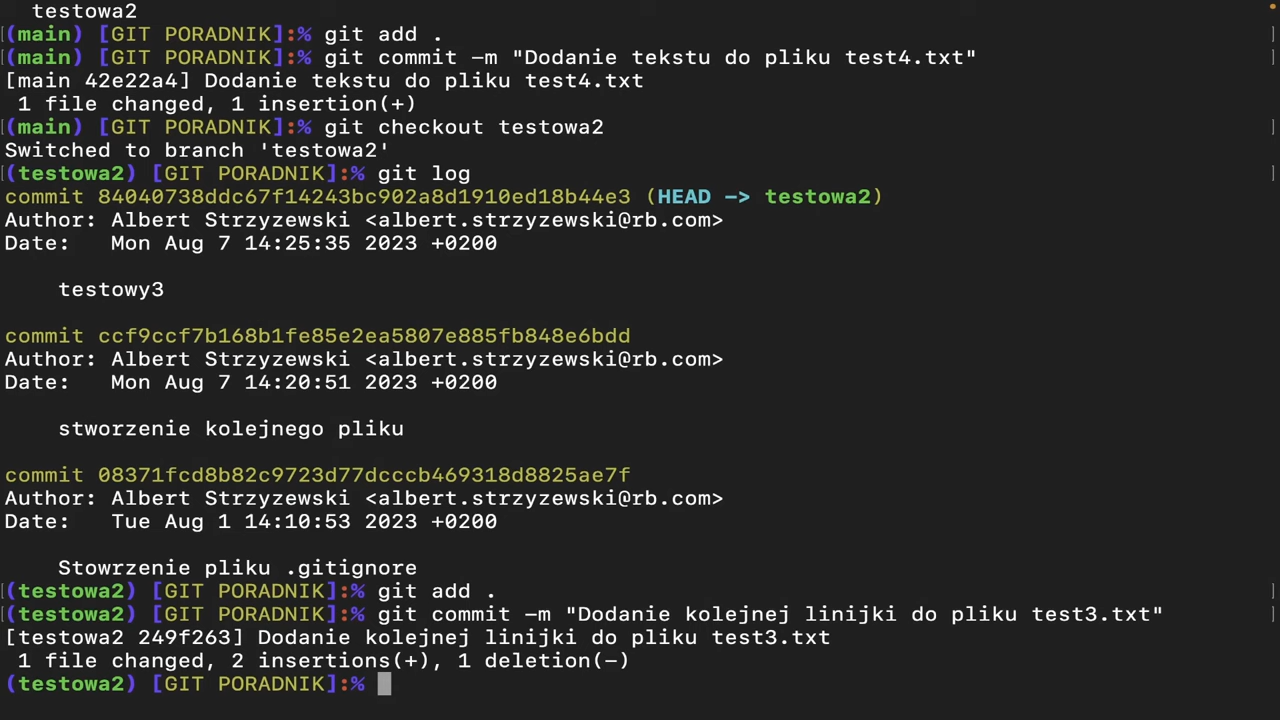 testowa2
(main) [GIT PORADNIK]:% git add .
(main) [GIT PORADNIK]:% git commit -m "Dodanie tekstu do pliku test4.txt"
[main 42e22a4] Dodanie tekstu do pliku test4.txt
1 file changed, 1 insertion(+)
(main) [GIT PORADNIK]:% git checkout testowa2
Switched to branch 'testowa2'
(testowa2) [GIT PORADNIK]:% git log
commit 84040738ddc67f14243bc902a8d1910ed18b44e3 (HEAD -> testowa2)
Author: Albert Strzyzewski <albert.strzyzewski@rb.com>
Date:   Mon Aug 7 14:25:35 2023 +0200
testowy3
commit ccf9ccf7b168b1fe85e2ea5807e885fb848e6bdd
Author: Albert Strzyzewski <albert.strzyzewski@rb.com>
Date:   Mon Aug 7 14:20:51 2023 +0200
stworzenie kolejnego pliku
commit 08371fcd8b82c9723d77dcccb469318d8825ae7f
Author: Albert Strzyzewski <albert.strzyzewski@rb.com>
Date:   Tue Aug 1 14:10:53 2023 +0200
Stowrzenie pliku .gitignore
(testowa2) [GIT PORADNIK]:% git add .
(testowa2) [GIT PORADNIK]:% git commit -m "Dodanie kolejnej linijki do pliku test3.txt"
[testowa2 249f263] Dodanie kolejnej linijki do pliku test3.txt
1 file changed, 2 insertions(+), 1 deletion(-)
(testowa2) [GIT PORADNIK]:%